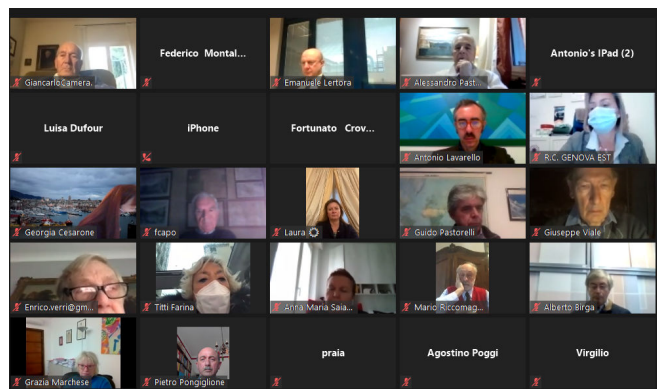 GiancarloCamera.
Federico Montal...
Emanuele Lertora
Alessandro Past...
Antonio's IPad (2)
Luisa Dufour
iPhone
Fortunato Crov...
Antonio Lavarello
R.C. GENOVA EST
Georgia Cesarone
fcapo
Laura
Guido Pastorelli
Giuseppe Viale
Enrico.verri@gm...
Titti Farina
Anna Maria Saia...
Mario Riccomag...
Alberto Birga
Grazia Marchese
Pietro Pongiglione
praia
Agostino Poggi
Virgilio